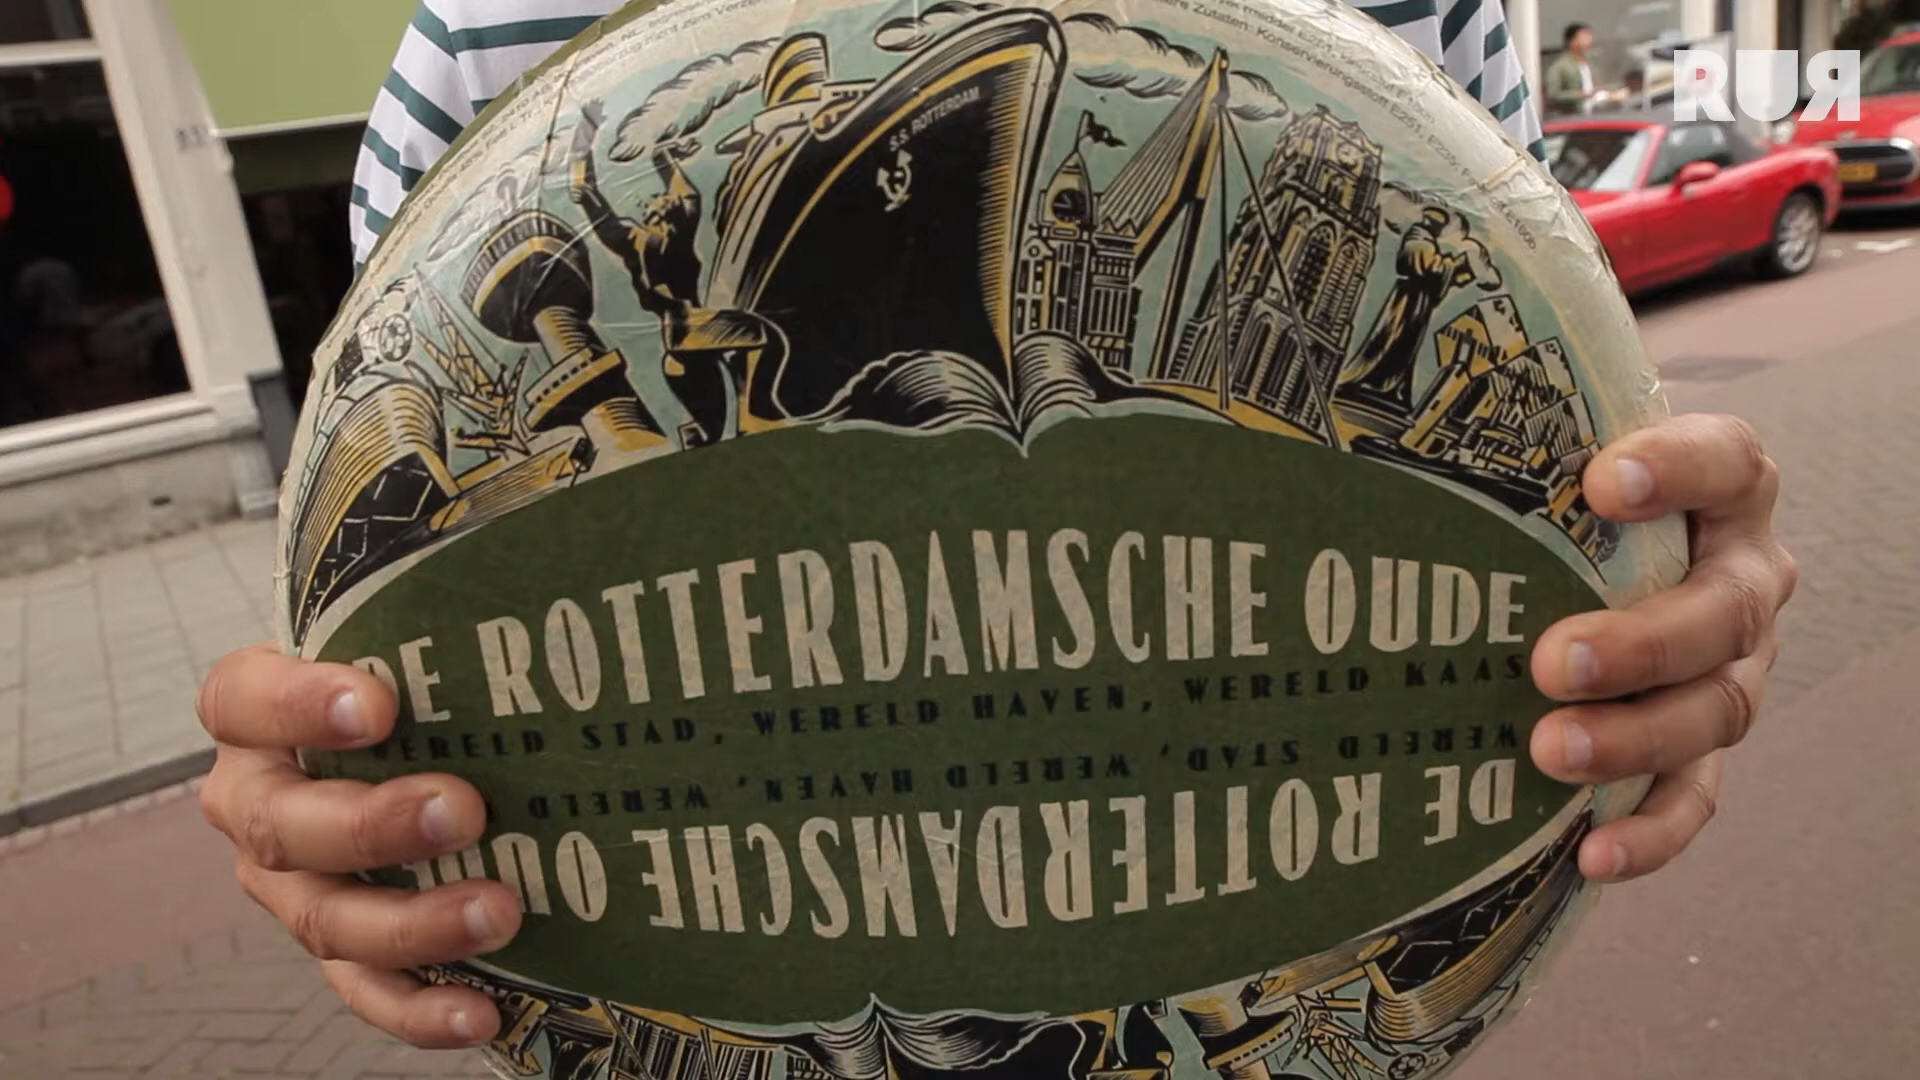 RUR
S.S. ROTTERDAM
DE ROTTERDAMSCHE OUDE
WERELD STAD, WERELD HAVEN, WERELD KAAS
DE ROTTERDAMSCHE OUDE
WERELD STAD, WERELD HAVEN, WERELD